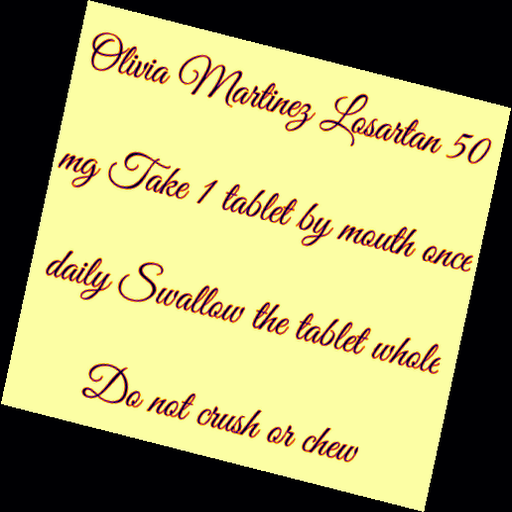 Olivia Martinez Losartan 50
mg Take 1 tablet by mouth once
daily Swallow the tablet whole
Do not crush or chew